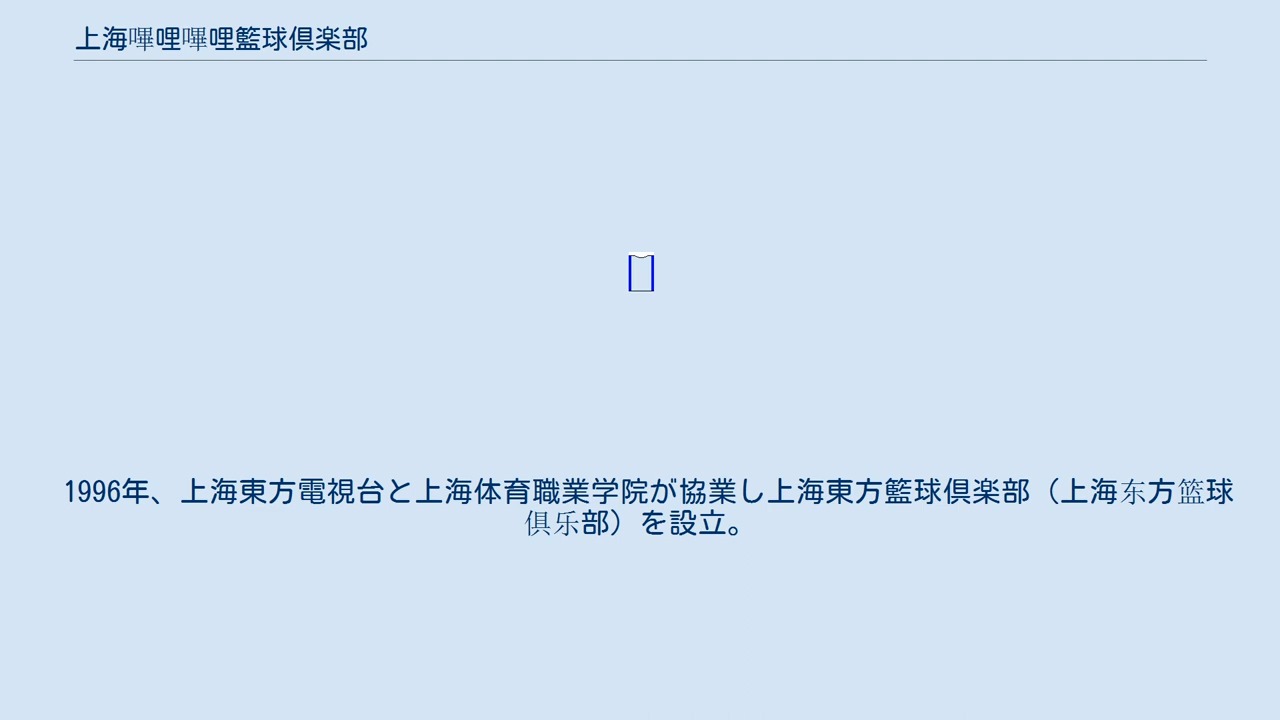 上海嗶哩嗶哩籃球倶楽部
1996年、上海東方電視台と上海体育職業学院が協業し上海東方籃球倶楽部（上海东方篮球
俱乐部）を設立。